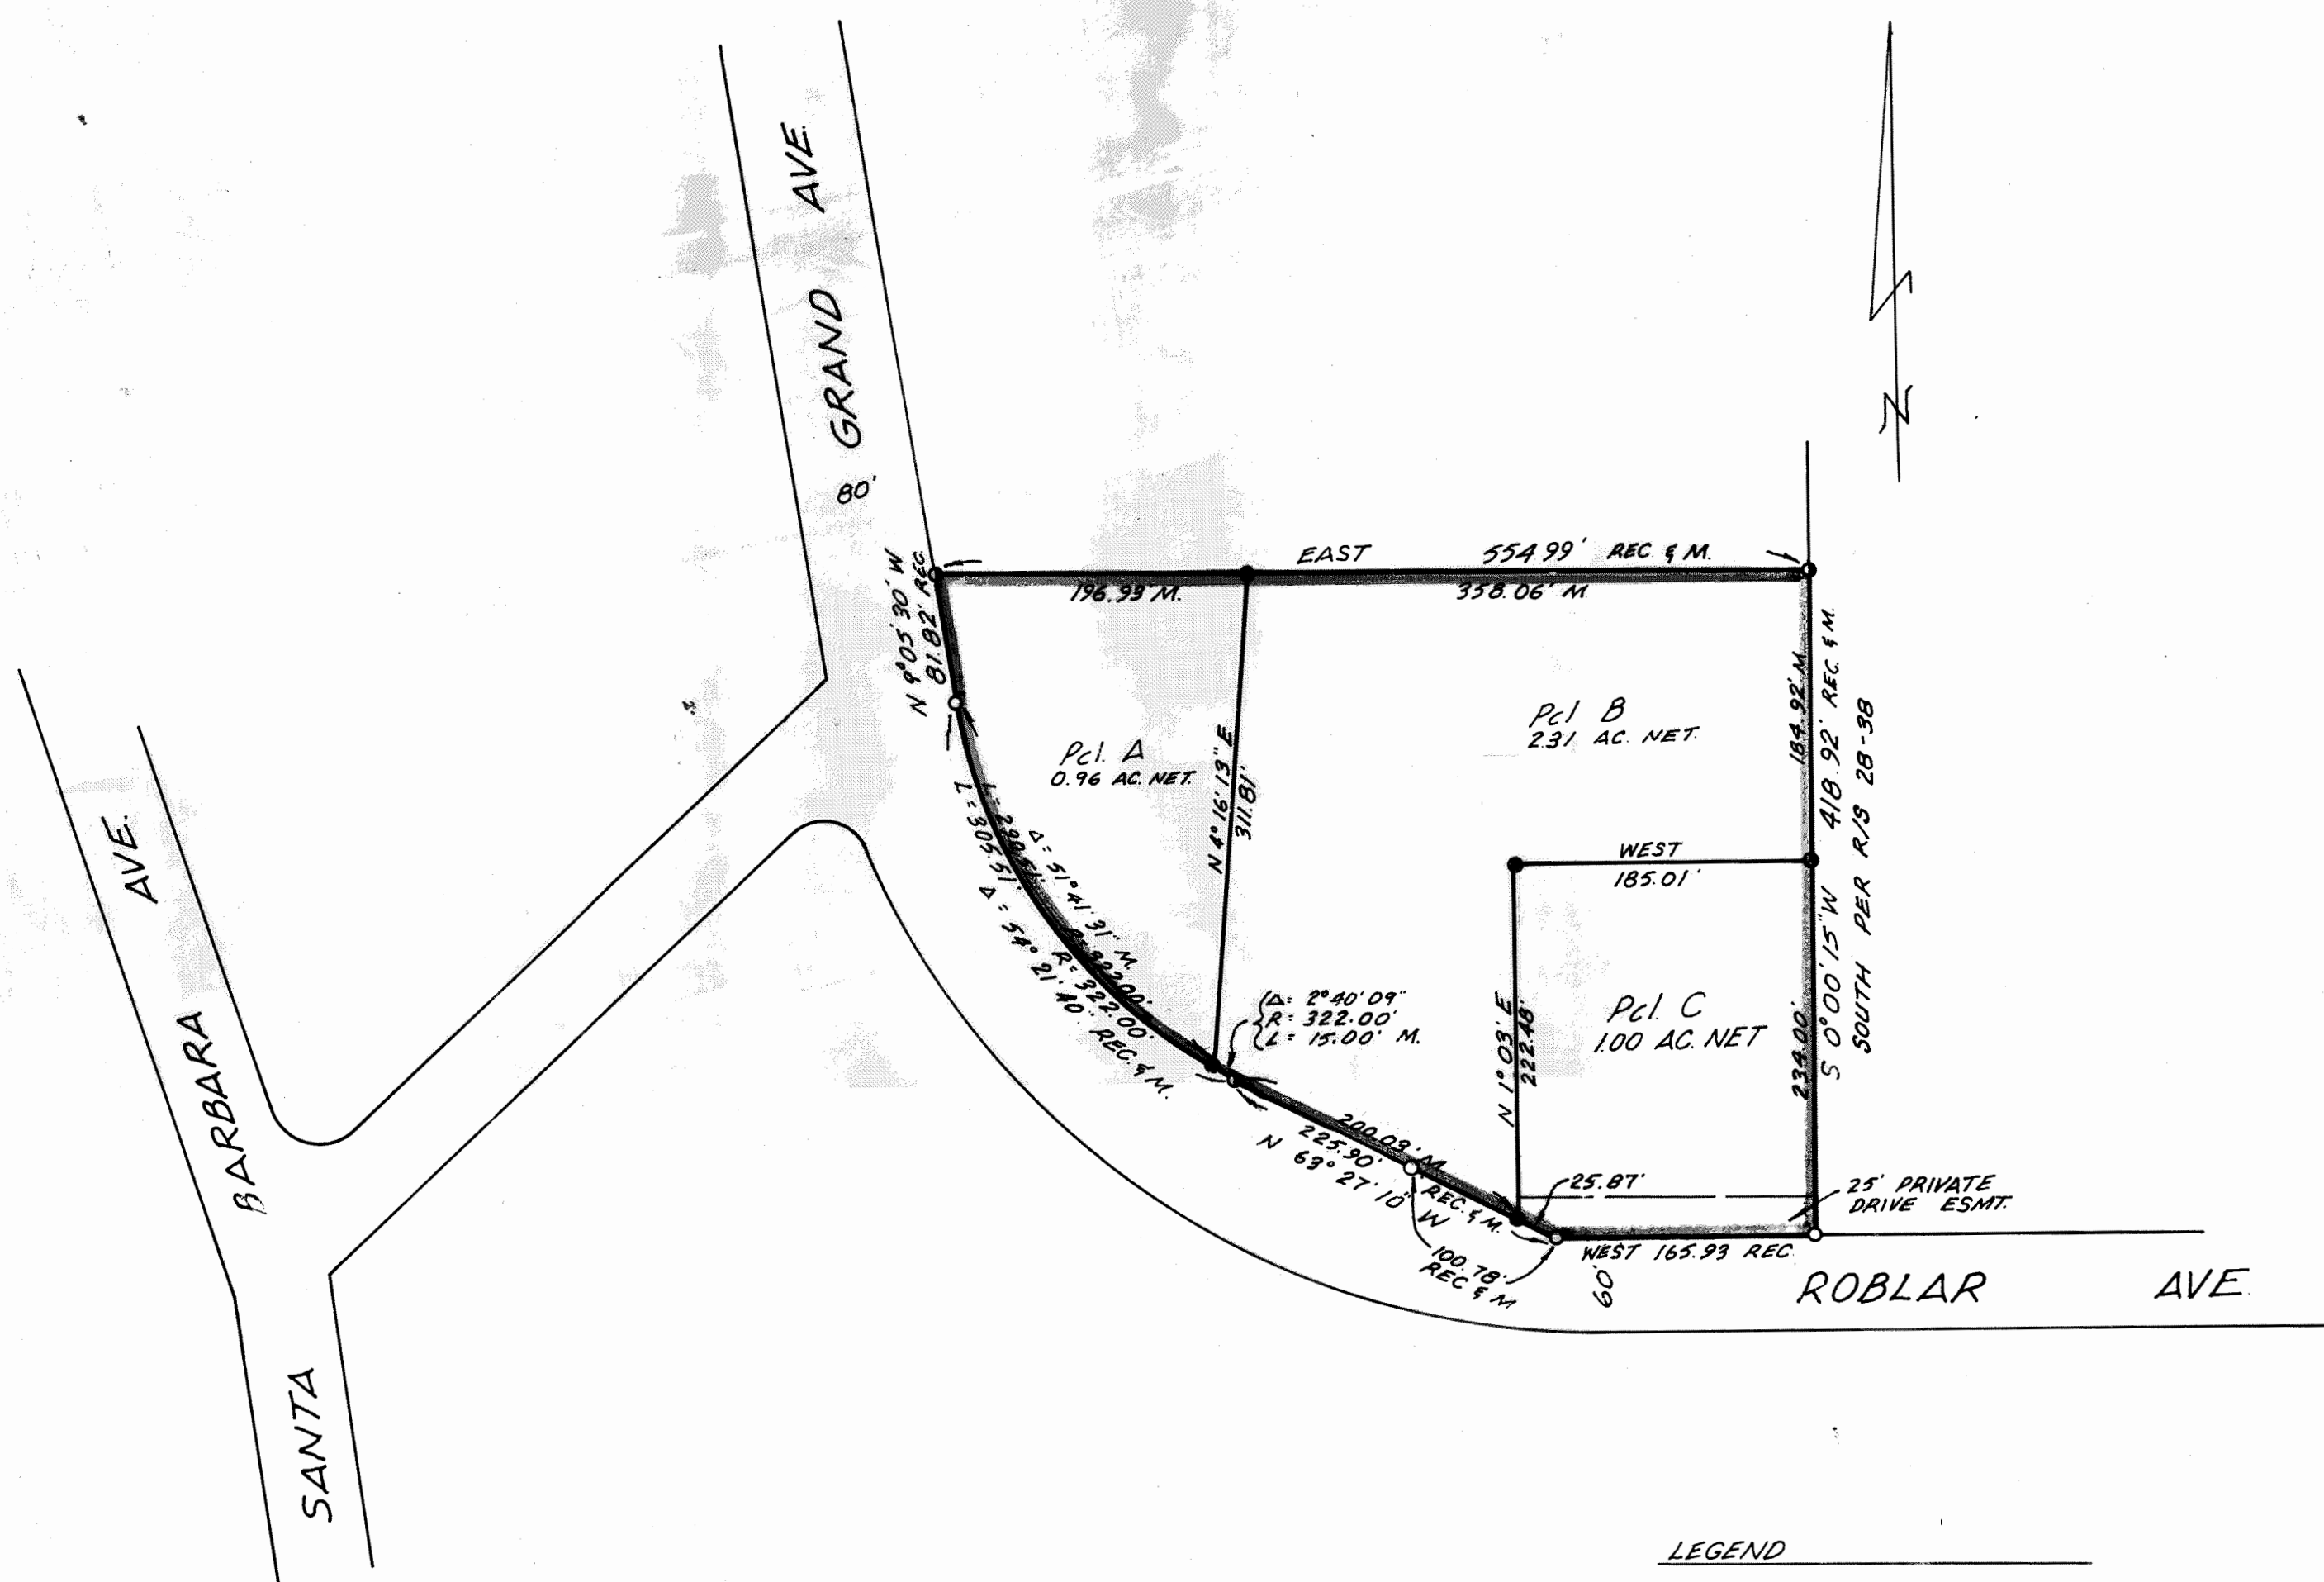 GRAND AVE.
80'
N 9°05'30" W
81.82' REC.
EAST 554.99' REC. & M.
196.93' M.
358.06' M
Pcl. A
0.96 AC. NET.
N 4° 16' 13" E
311.81'
Pcl B
2.31 AC. NET.
184.92' M.
418.92' REC. & M.
S 0°00'15" W
SOUTH PER R/S 28-38
WEST
185.01'
Pcl. C
1.00 AC. NET
N 1° 03' E
222.48'
234.00'
Δ = 51° 41' 31" M.
R = 322.00'
L = 305.51'
Δ = 54° 21' 40" REC. & M.
R = 322.00'
Δ = 2° 40' 09"
R = 322.00'
L = 15.00' M.
200.03' M
225.90' REC. & M.
N 63° 27' 10" W
25.87'
100.78'
REC & M
25' PRIVATE
DRIVE ESMT.
WEST 165.93 REC.
60'
ROBLAR AVE.
SANTA BARBARA AVE.
N
LEGEND